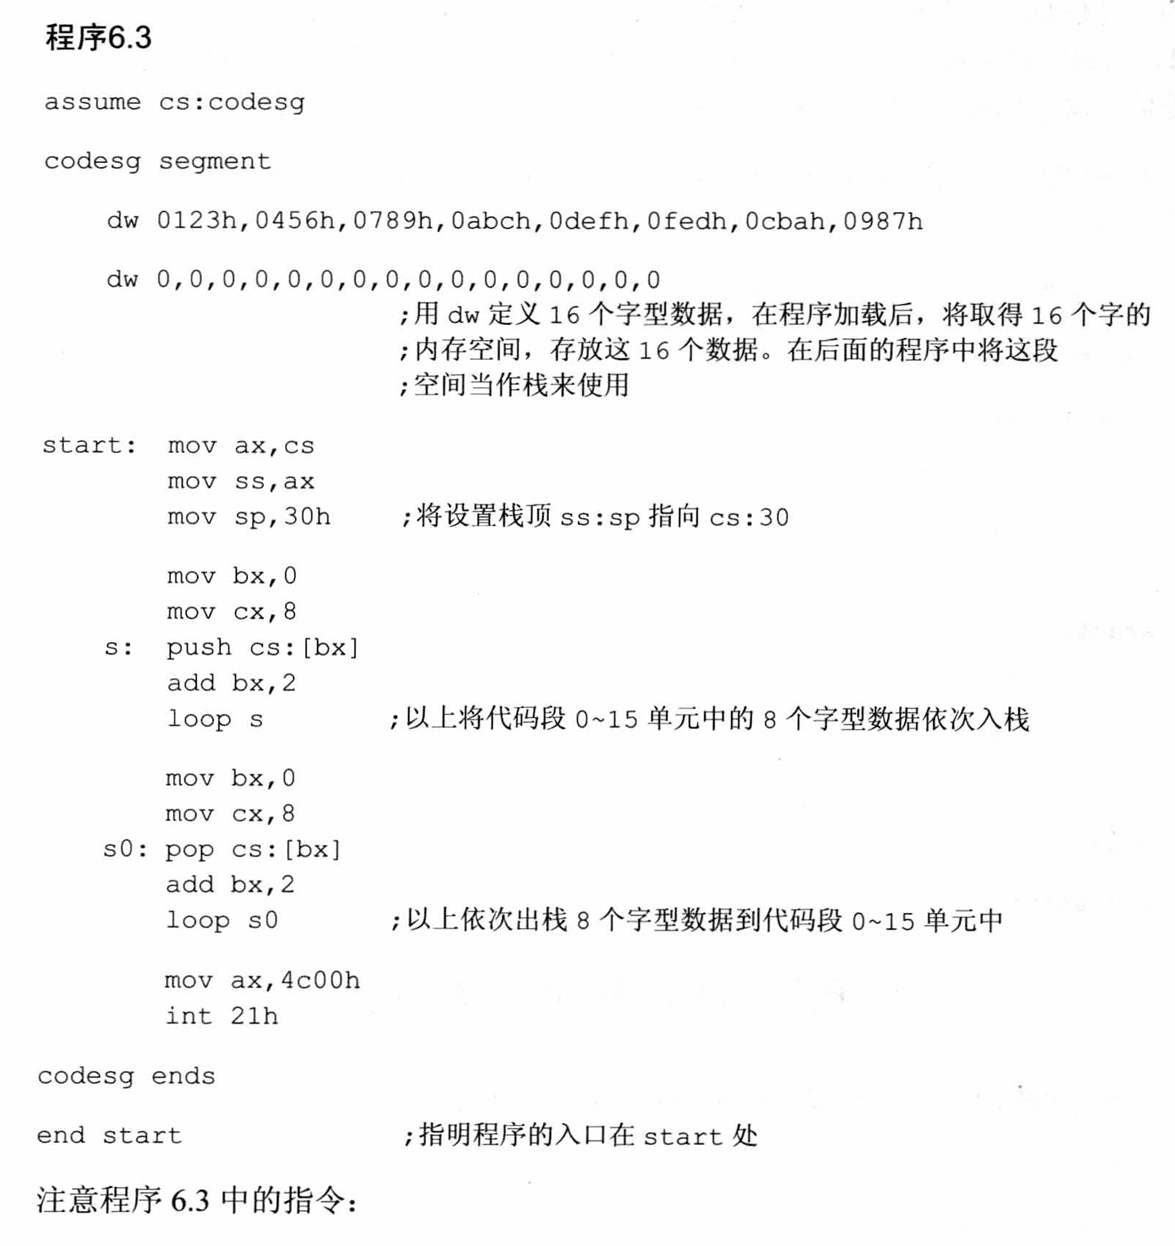 程序6.3
assume cs:codesg
codesg segment
dw 0123h,0456h,0789h,0abch,0defh,0fedh,0cbah,0987h
dw 0,0,0,0,0,0,0,0,0,0,0,0,0,0,0,0
;用 dw 定义 16 个字型数据，在程序加载后，将取得 16 个字的
;内存空间，存放这 16 个数据。在后面的程序中将这段
;空间当作栈来使用
start: mov ax,cs
mov ss,ax
mov sp,30h ;将设置栈顶 ss:sp 指向 cs:30
mov bx,0
mov cx,8
s: push cs:[bx]
add bx,2
loop s ;以上将代码段 0~15 单元中的 8 个字型数据依次入栈
mov bx,0
mov cx,8
s0: pop cs:[bx]
add bx,2
loop s0 ;以上依次出栈 8 个字型数据到代码段 0~15 单元中
mov ax,4c00h
int 21h
codesg ends
end start ;指明程序的入口在 start 处
注意程序 6.3 中的指令：